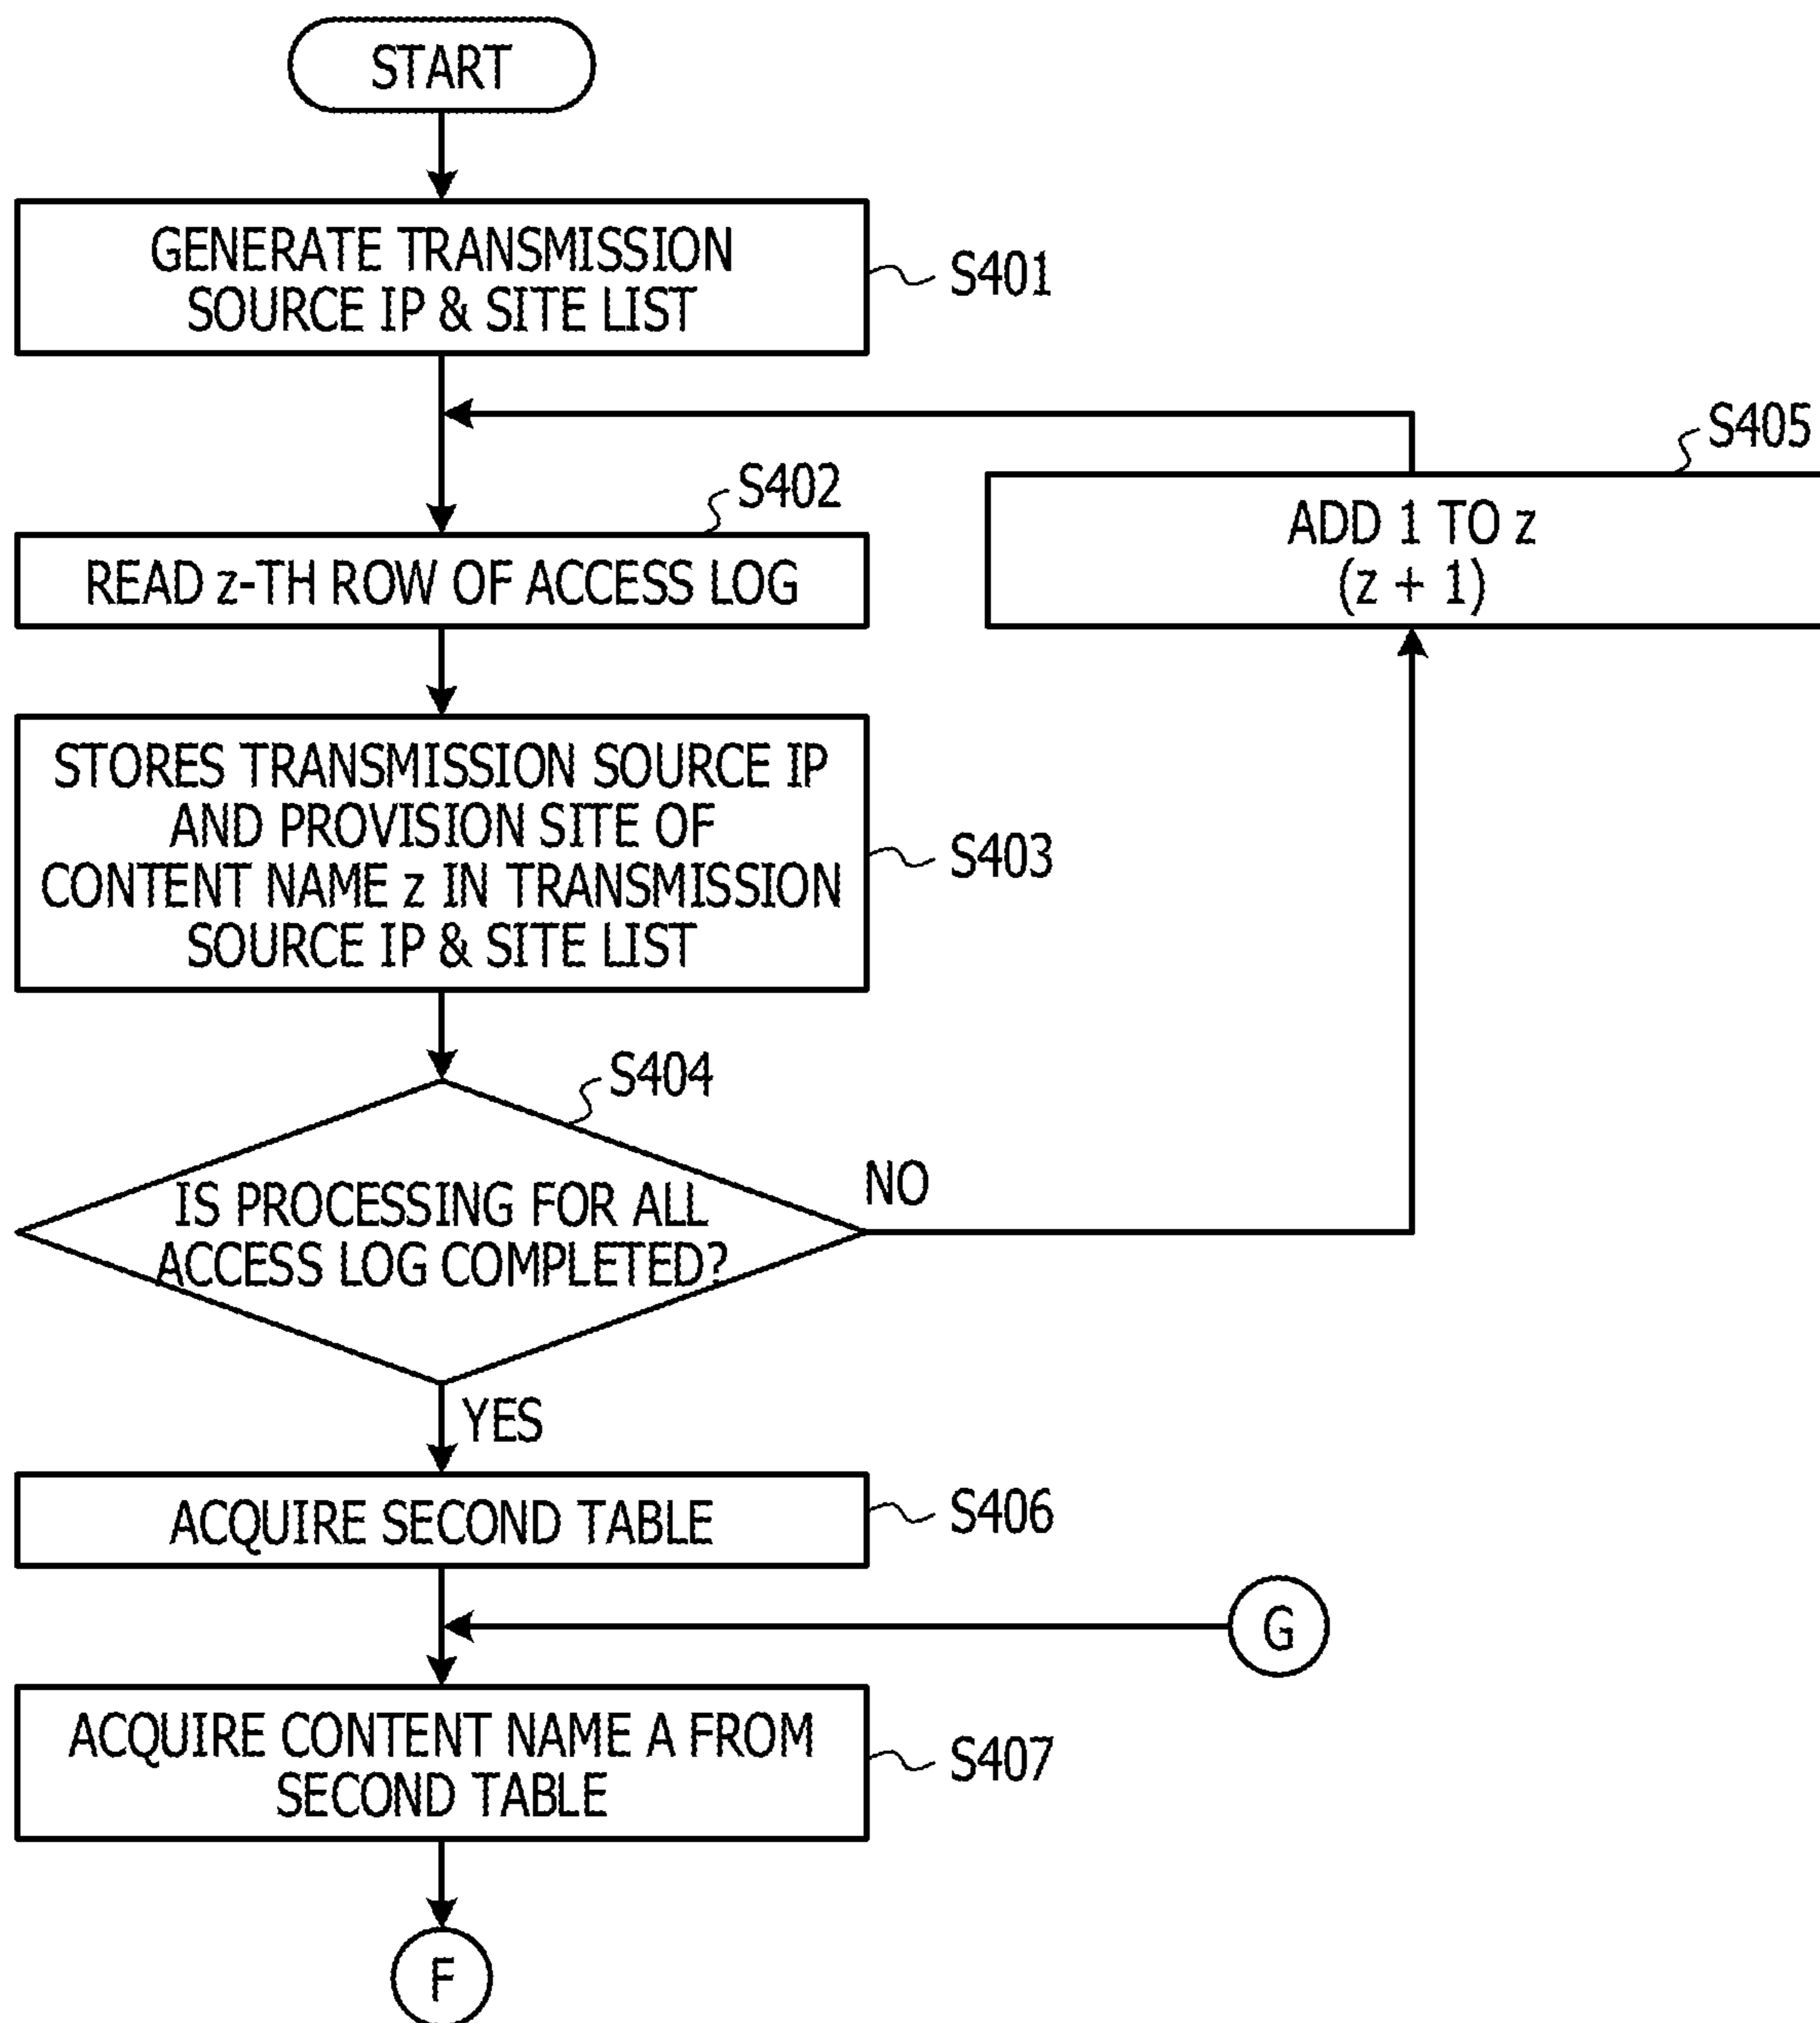 START
GENERATE TRANSMISSION
SOURCE IP & SITE LIST
S401
S405
ADD 1 TO z
(z + 1)
S402
READ z-TH ROW OF ACCESS LOG
STORES TRANSMISSION SOURCE IP
AND PROVISION SITE OF
CONTENT NAME z IN TRANSMISSION
SOURCE IP & SITE LIST
S403
S404
IS PROCESSING FOR ALL
ACCESS LOG COMPLETED?
NO
YES
ACQUIRE SECOND TABLE
S406
G
ACQUIRE CONTENT NAME A FROM
SECOND TABLE
S407
F